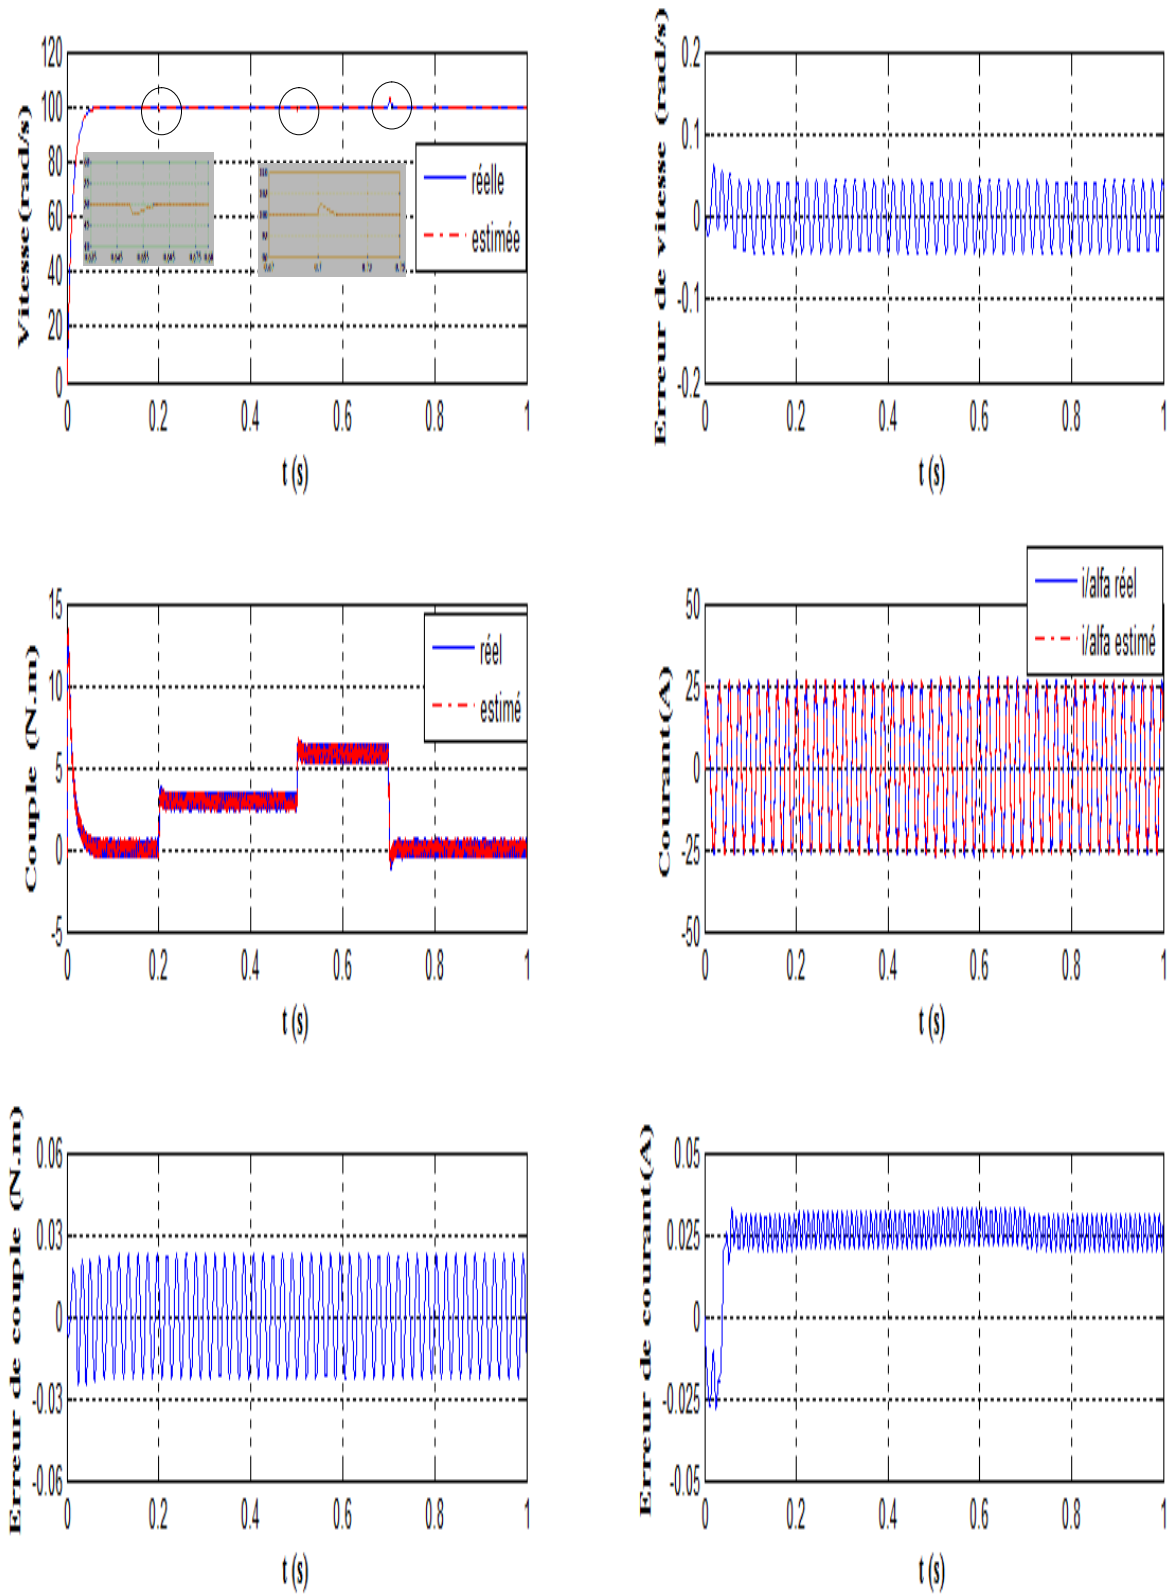 120
100
80
60
40
20
0
0 0.2 0.4 0.6 0.8 1
Vitesse(rad/s)
t (s)
réelle
estimée
0.2
0.1
0
-0.1
-0.2
0 0.2 0.4 0.6 0.8 1
Erreur de vitesse (rad/s)
t (s)
15
10
5
0
-5
0 0.2 0.4 0.6 0.8 1
Couple (N.m)
t (s)
réel
estimé
50
25
0
-25
-50
0 0.2 0.4 0.6 0.8 1
Courant(A)
t (s)
i/alfa réel
i/alfa estimé
0.06
0.03
0
-0.03
-0.06
0 0.2 0.4 0.6 0.8 1
Erreur de couple (N.m)
t (s)
0.05
0.025
0
-0.025
-0.05
0 0.2 0.4 0.6 0.8 1
Erreur de courant(A)
t (s)